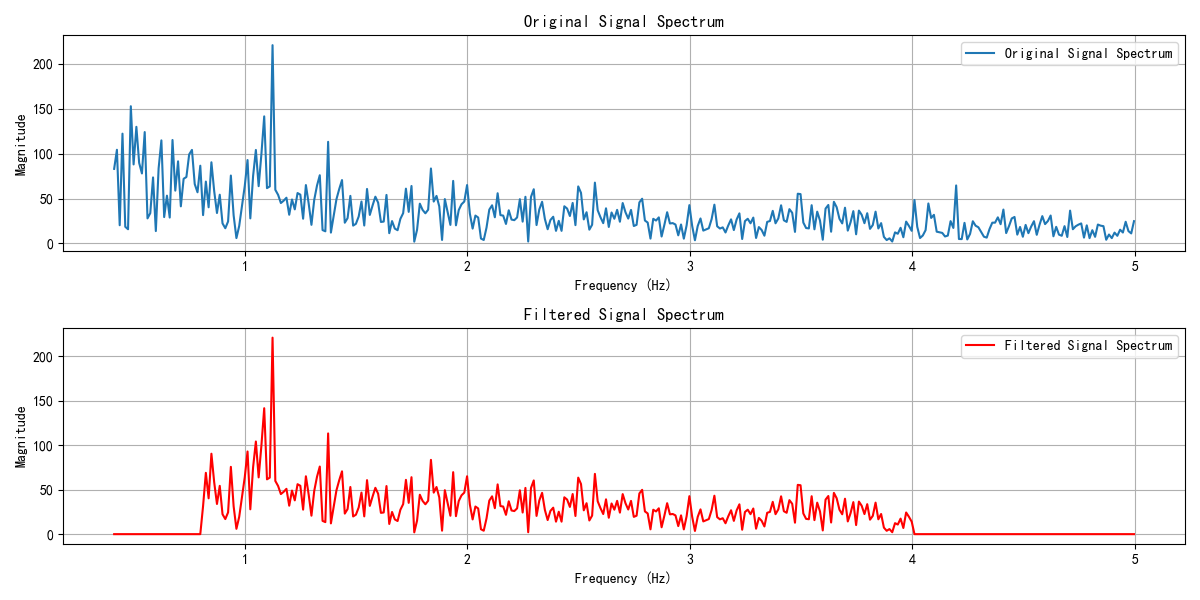 Original Signal Spectrum
Original Signal Spectrum
Magnitude
200
150
100
50
0
1
2
3
4
5
Frequency (Hz)
Filtered Signal Spectrum
Filtered Signal Spectrum
Magnitude
200
150
100
50
0
1
2
3
4
5
Frequency (Hz)